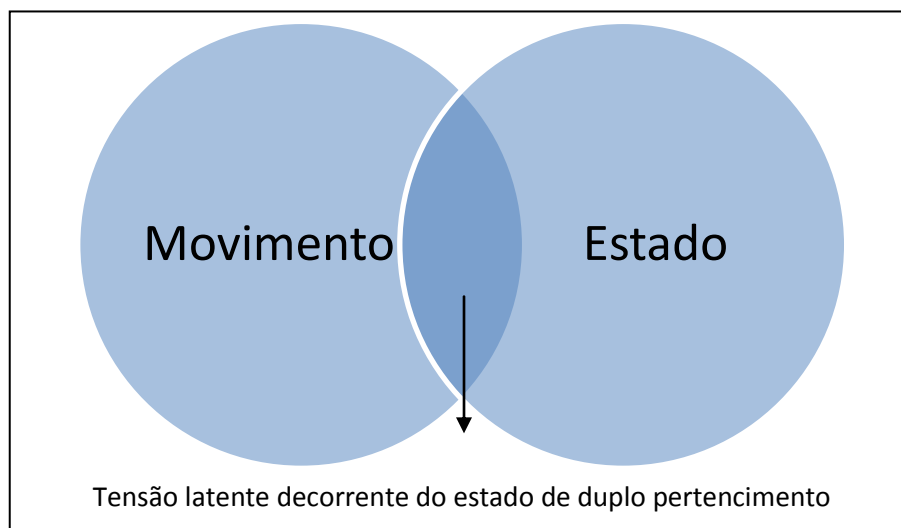 Movimento
Estado
Tensão latente decorrente do estado de duplo pertencimento